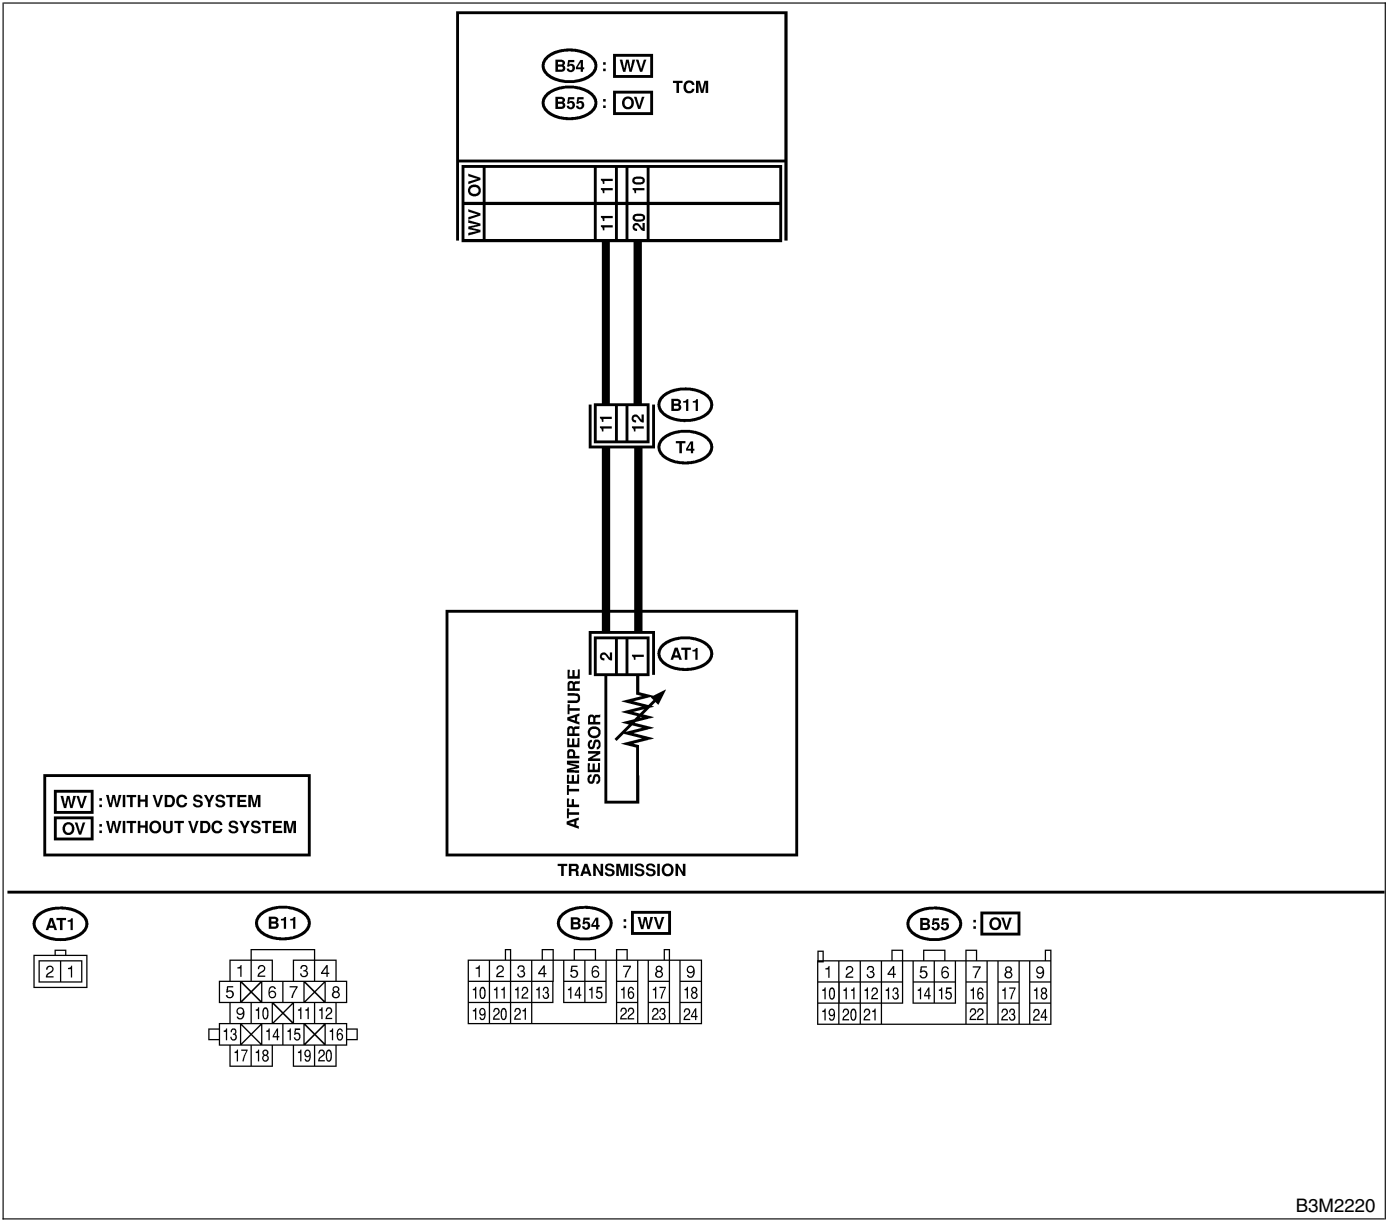 B54 : WV
TCM
B55 : OV
OV 11 10
WV 11 20
B11
11 12
T4
2 1
AT1
ATF TEMPERATURE
SENSOR
WV : WITH VDC SYSTEM
OV : WITHOUT VDC SYSTEM
TRANSMISSION
AT1
2 1
B11
1 2 3 4
5 6 7 8
9 10 11 12
13 14 15 16
17 18 19 20
B54 : WV
1 2 3 4 5 6 7 8 9
10 11 12 13 14 15 16 17 18
19 20 21 22 23 24
B55 : OV
1 2 3 4 5 6 7 8 9
10 11 12 13 14 15 16 17 18
19 20 21 22 23 24
B3M2220